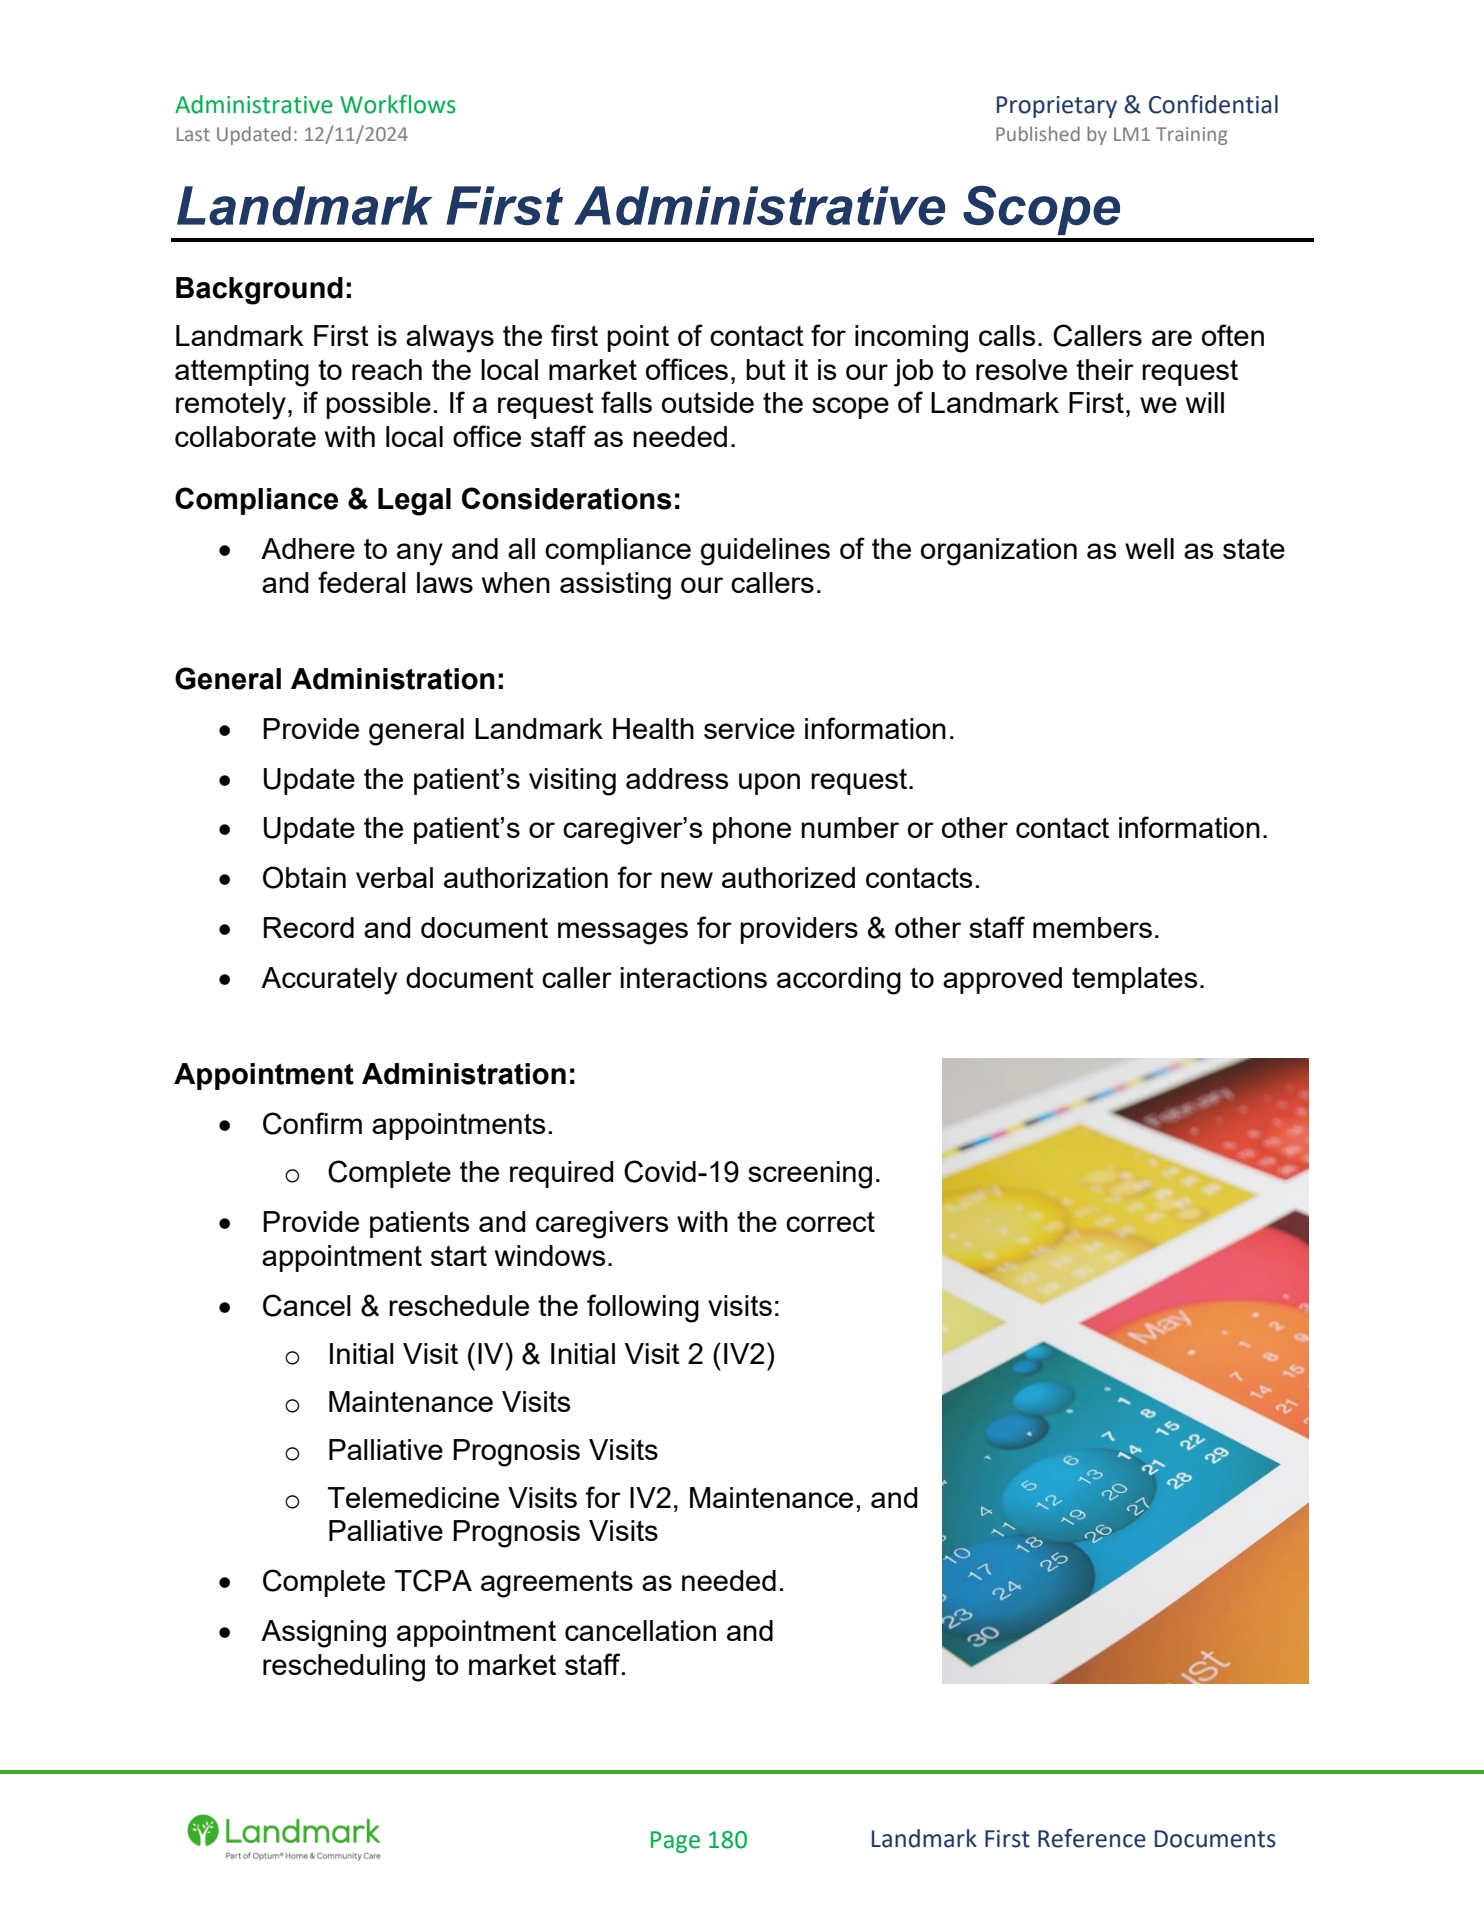 Administrative Workflows
Proprietary & Confidential
Last Updated: 12/11/2024
Published by LM1 Training
Landmark First Administrative Scope
Background:
Landmark First is always the first point of contact for incoming calls. Callers are often
attempting to reach the local market offices, but it is our job to resolve their request
remotely, if possible. If a request falls outside the scope of Landmark First, we will
collaborate with local office staff as needed.
Compliance & Legal Considerations:
• Adhere to any and all compliance guidelines of the organization as well as state
and federal laws when assisting our callers.
General Administration:
• Provide general Landmark Health service information.
• Update the patient’s visiting address upon request.
• Update the patient’s or caregiver’s phone number or other contact information.
• Obtain verbal authorization for new authorized contacts.
• Record and document messages for providers & other staff members.
• Accurately document caller interactions according to approved templates.
Appointment Administration:
• Confirm appointments.
o Complete the required Covid-19 screening.
• Provide patients and caregivers with the correct
appointment start windows.
• Cancel & reschedule the following visits:
o Initial Visit (IV) & Initial Visit 2 (IV2)
o Maintenance Visits
o Palliative Prognosis Visits
o Telemedicine Visits for IV2, Maintenance, and
Palliative Prognosis Visits
• Complete TCPA agreements as needed.
• Assigning appointment cancellation and
rescheduling to market staff.
February
May
1 8 15 22 29
7 14 21 28
6 13 20 27
5 12 19 26
4 11 18 25
10 17 24
23 30
Landmark
Part of Optum® Home & Community Care
Page 180
Landmark First Reference Documents